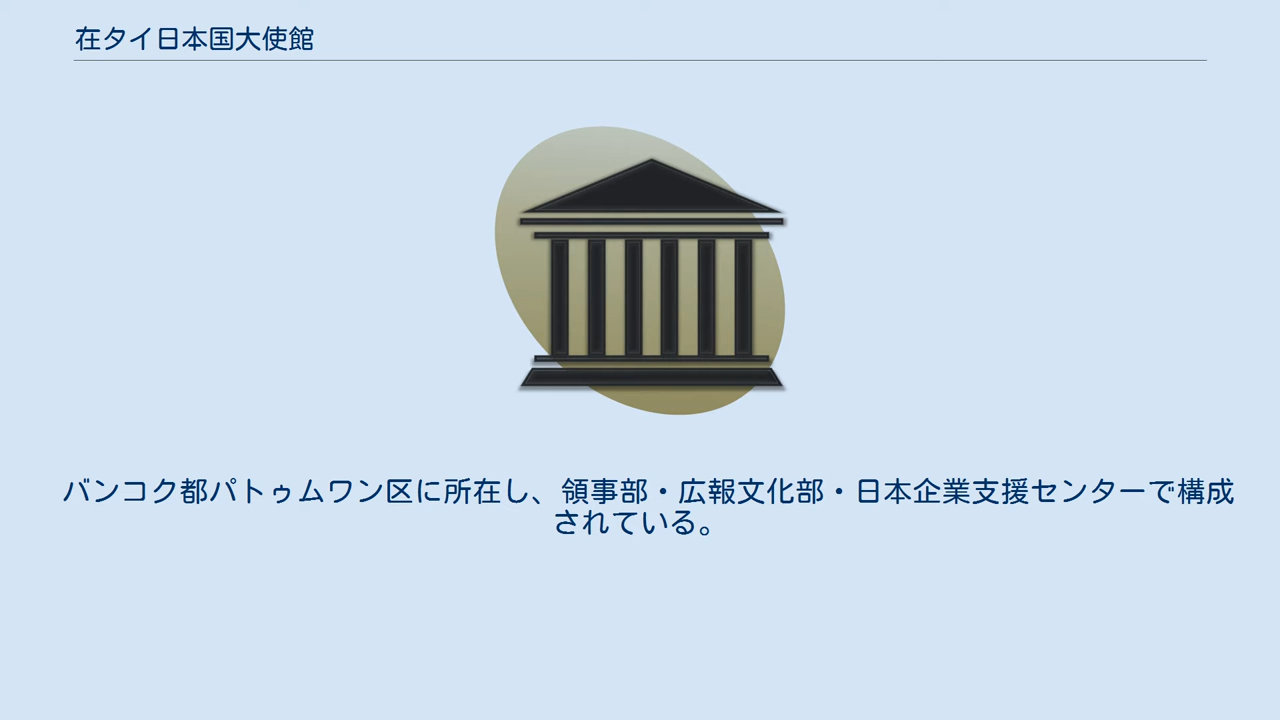 在タイ日本国大使館
バンコク都パトゥムワン区に所在し、領事部・広報文化部・日本企業支援センターで構成
されている。